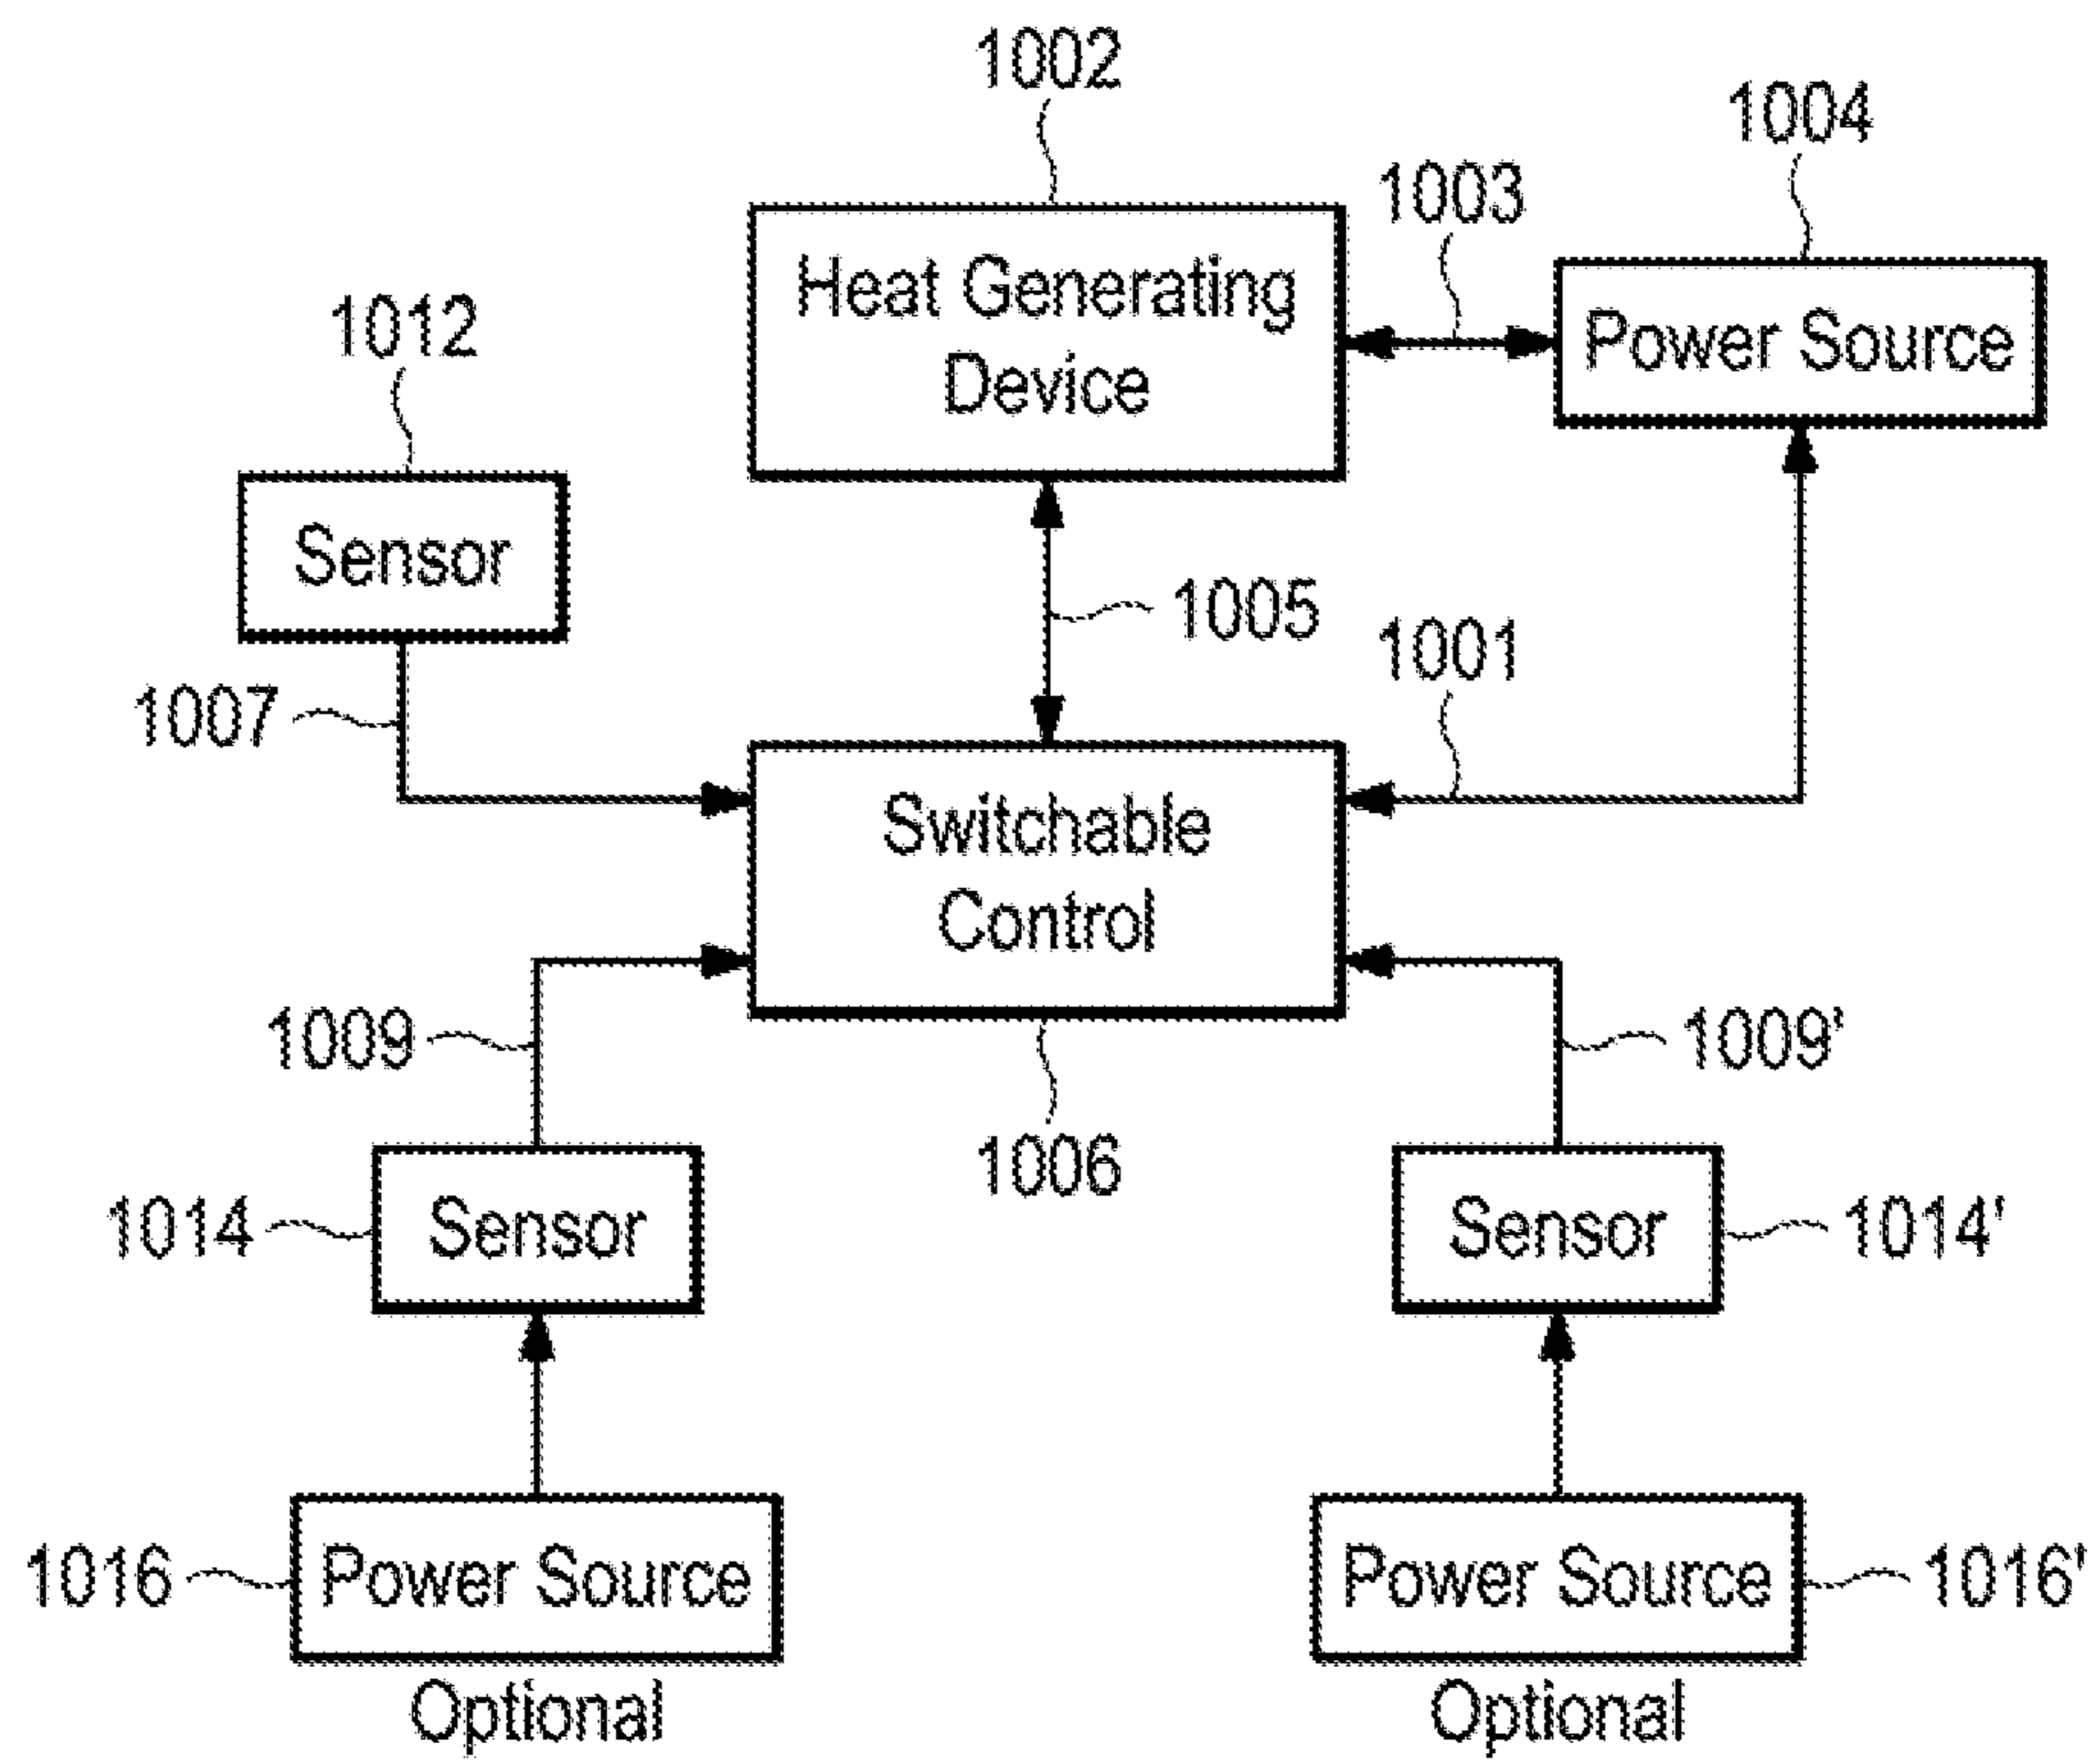 1002
1004
1003
Heat Generating
Device
Power Source
1012
Sensor
1005
1001
1007
Switchable
Control
1009
1009'
1006
1014
Sensor
Sensor
1014'
1016
Power Source
Power Source
1016'
Optional
Optional